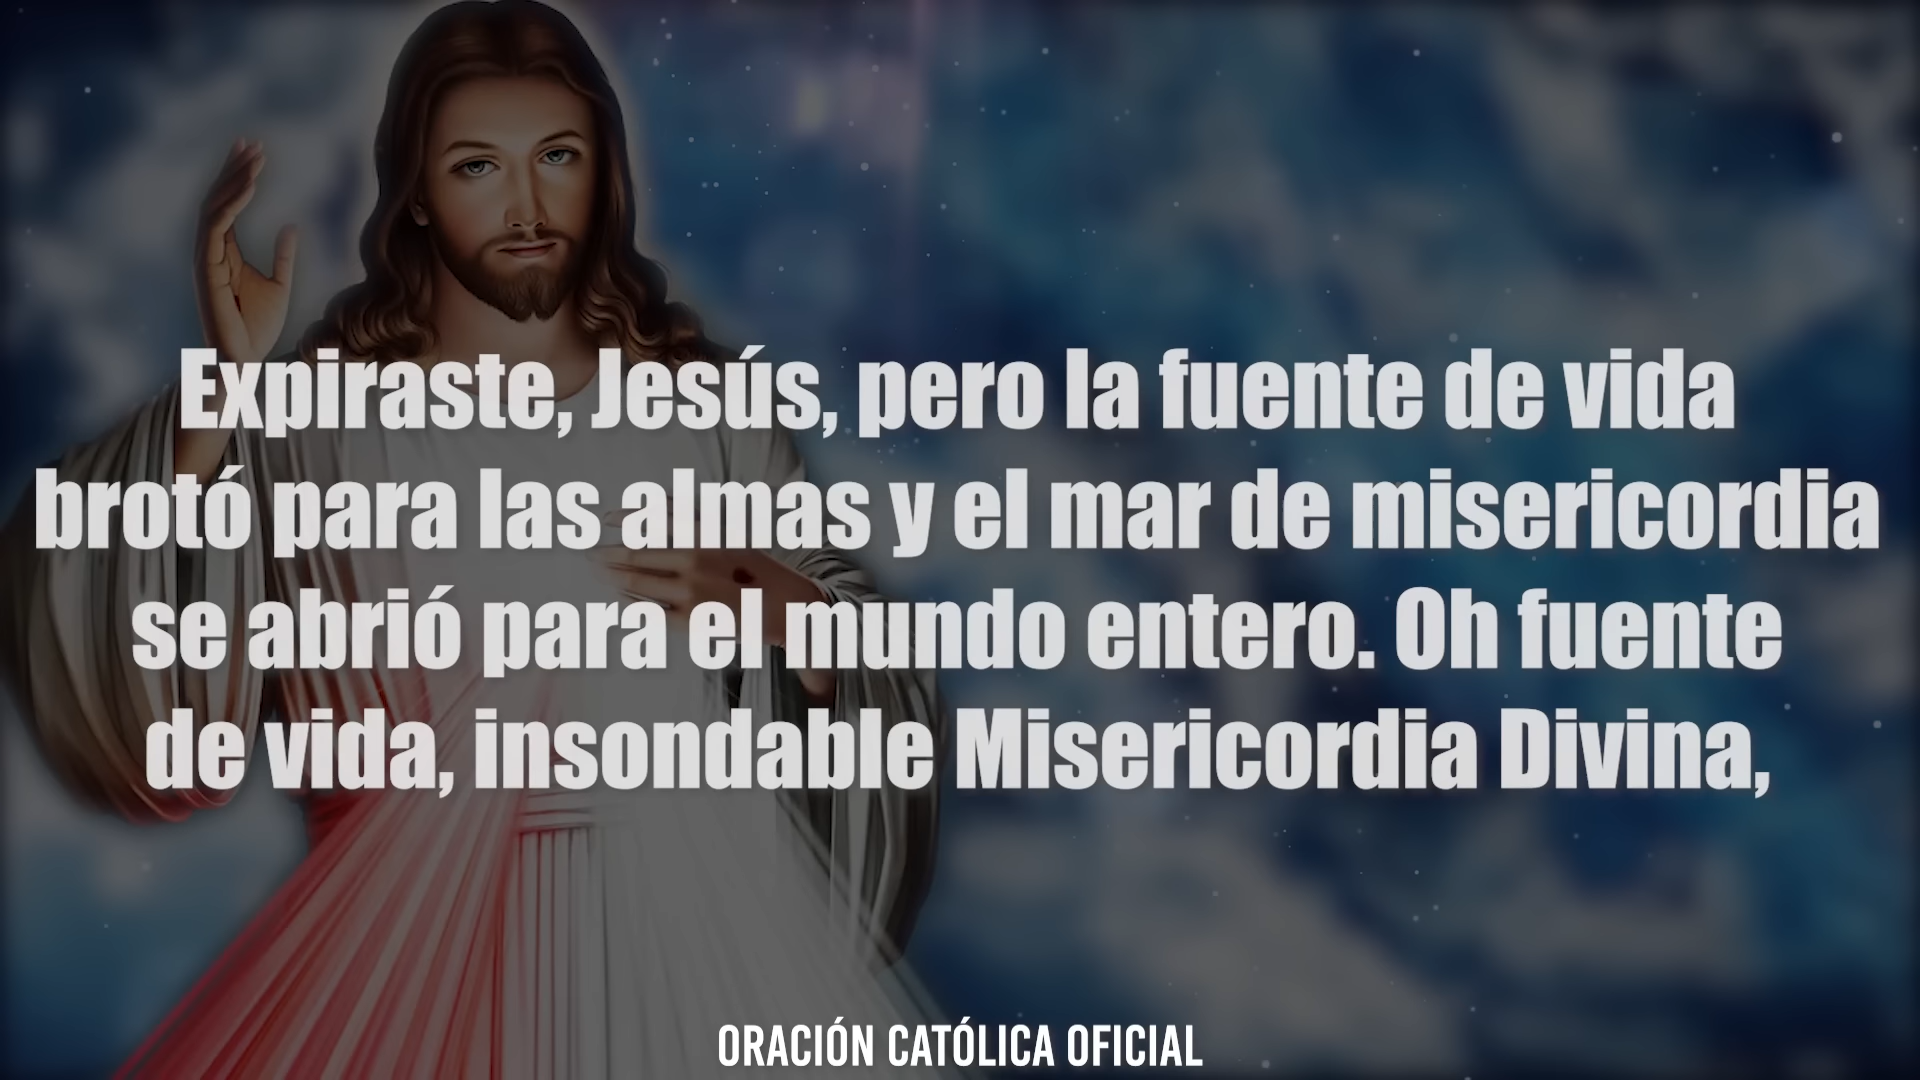 Expiraste, Jesús, pero la fuente de vida
brotó para las almas y el mar de misericordia
se abrió para el mundo entero. Oh fuente
de vida, insondable Misericordia Divina,
ORACIÓN CATÓLICA OFICIAL